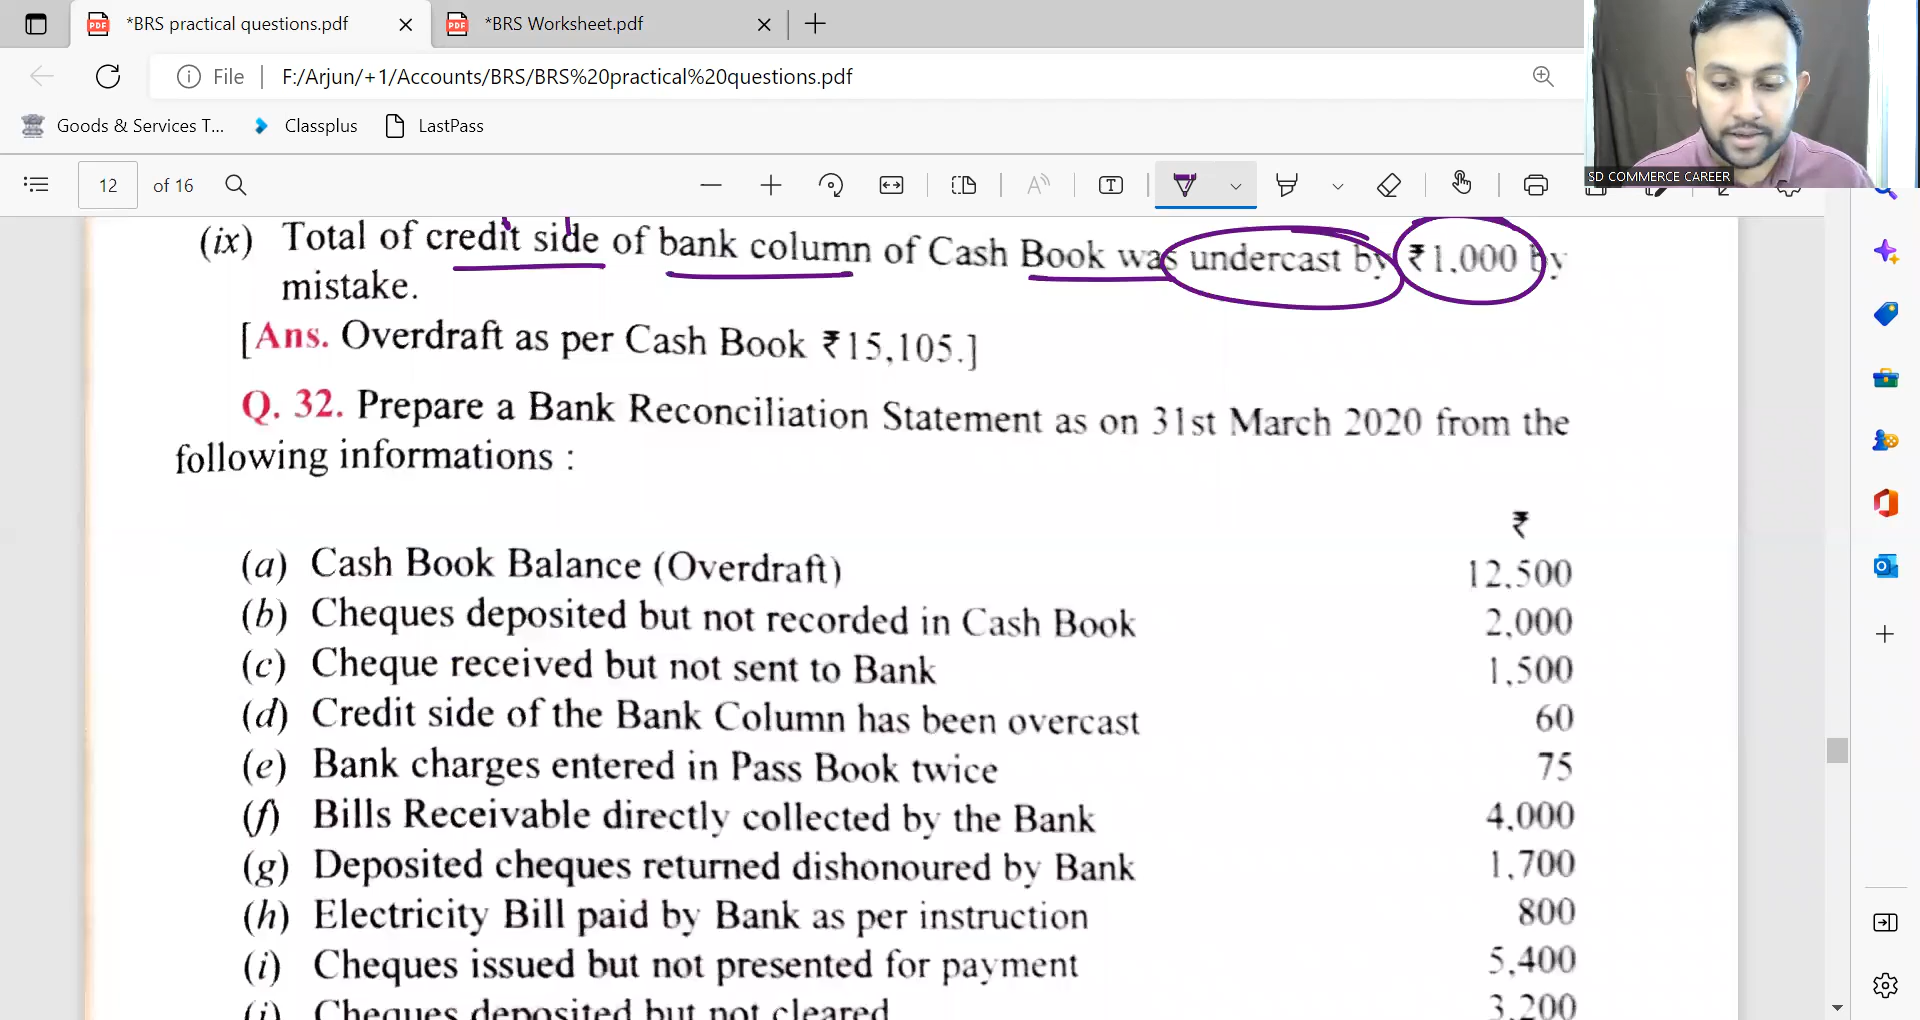 *BRS practical questions.pdf
*BRS Worksheet.pdf
File
F:/Arjun/+1/Accounts/BRS/BRS%20practical%20questions.pdf
Goods & Services T...
Classplus
LastPass
12 of 16
SD COMMERCE CAREER
(ix) Total of credit side of bank column of Cash Book was undercast by ₹1,000 by
mistake.
[Ans. Overdraft as per Cash Book ₹15,105.]
Q. 32. Prepare a Bank Reconciliation Statement as on 31st March 2020 from the
following informations :
₹
(a) Cash Book Balance (Overdraft) 12,500
(b) Cheques deposited but not recorded in Cash Book 2,000
(c) Cheque received but not sent to Bank 1,500
(d) Credit side of the Bank Column has been overcast 60
(e) Bank charges entered in Pass Book twice 75
(f) Bills Receivable directly collected by the Bank 4,000
(g) Deposited cheques returned dishonoured by Bank 1,700
(h) Electricity Bill paid by Bank as per instruction 800
(i) Cheques issued but not presented for payment 5,400
(j) Cheques deposited but not cleared 3,200